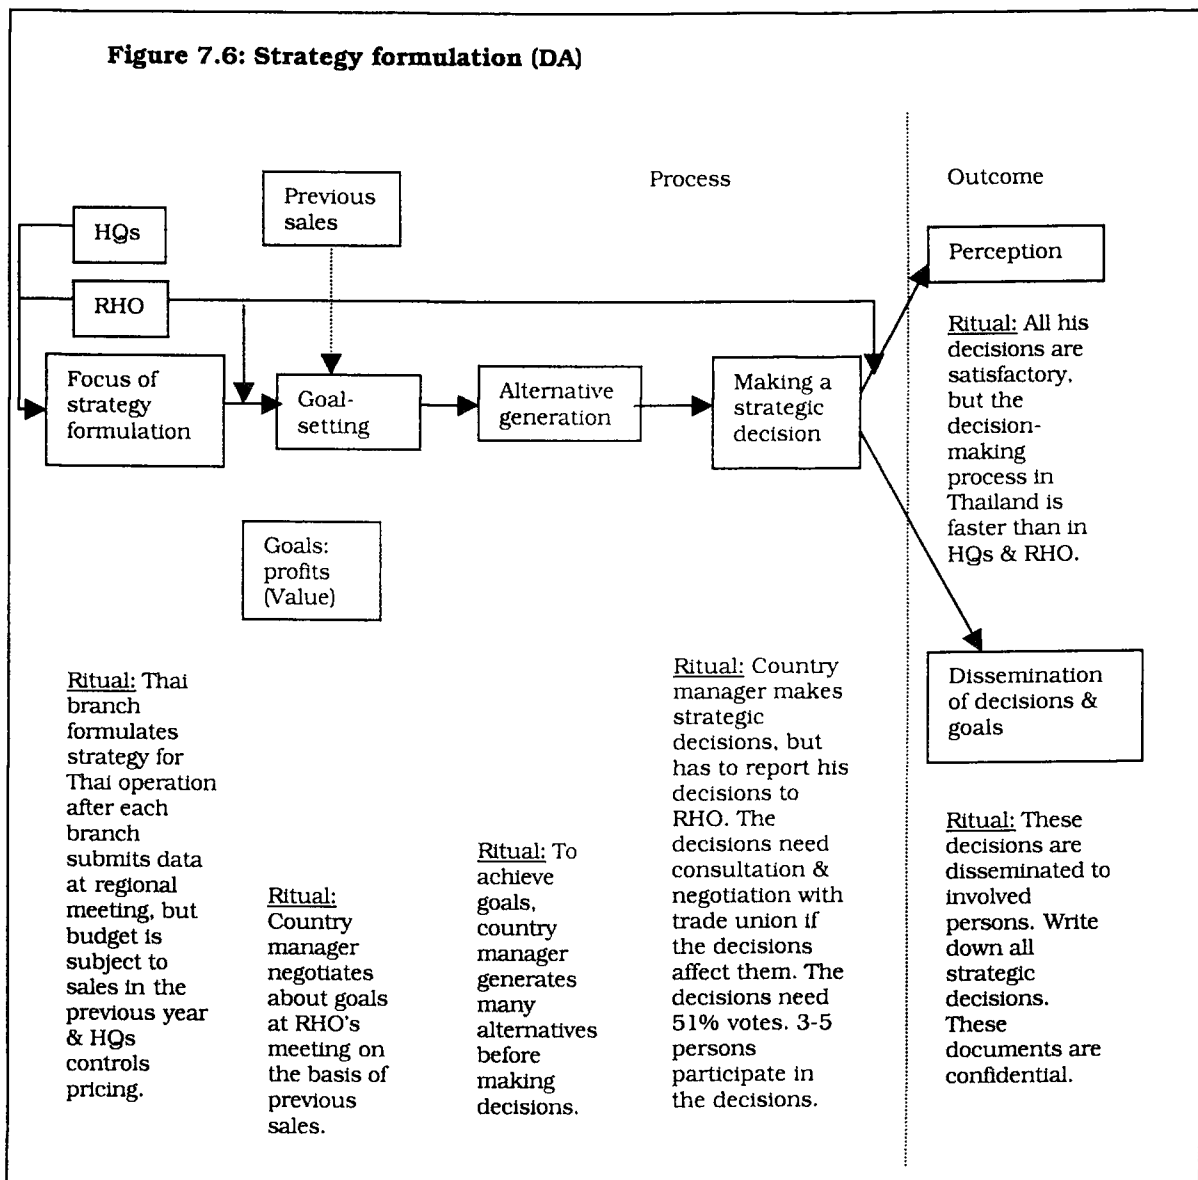 Figure 7.6: Strategy formulation (DA)
Process
Outcome
Previous
sales
HQs
RHO
Perception
Focus of
strategy
formulation
Goal-
setting
Alternative
generation
Making a
strategic
decision
Ritual: All his
decisions are
satisfactory,
but the
decision-
making
process in
Thailand is
faster than in
HQs & RHO.
Goals:
profits
(Value)
Dissemination
of decisions &
goals
Ritual: Thai
branch
formulates
strategy for
Thai operation
after each
branch
submits data
at regional
meeting, but
budget is
subject to
sales in the
previous year
& HQs
controls
pricing.
Ritual:
Country
manager
negotiates
about goals
at RHO's
meeting on
the basis of
previous
sales.
Ritual: To
achieve
goals,
country
manager
generates
many
alternatives
before
making
decisions.
Ritual: Country
manager makes
strategic
decisions, but
has to report his
decisions to
RHO. The
decisions need
consultation &
negotiation with
trade union if
the decisions
affect them. The
decisions need
51% votes. 3-5
persons
participate in
the decisions.
Ritual: These
decisions are
disseminated to
involved
persons. Write
down all
strategic
decisions.
These
documents are
confidential.